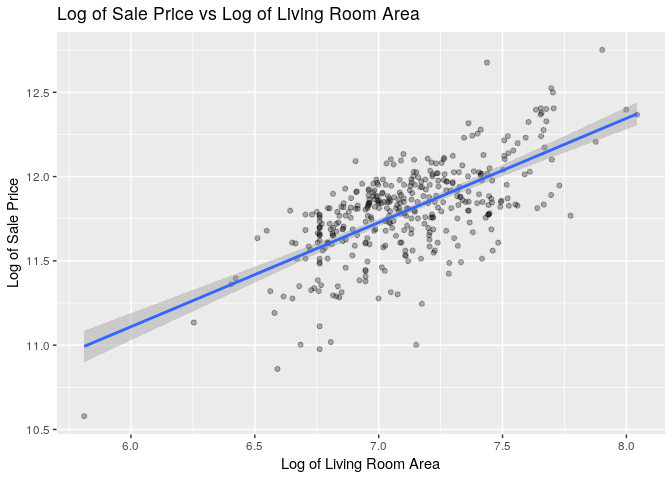 Log of Sale Price vs Log of Living Room Area
Log of Sale Price
12.5
12.0
11.5
11.0
10.5
6.0 6.5 7.0 7.5 8.0
Log of Living Room Area